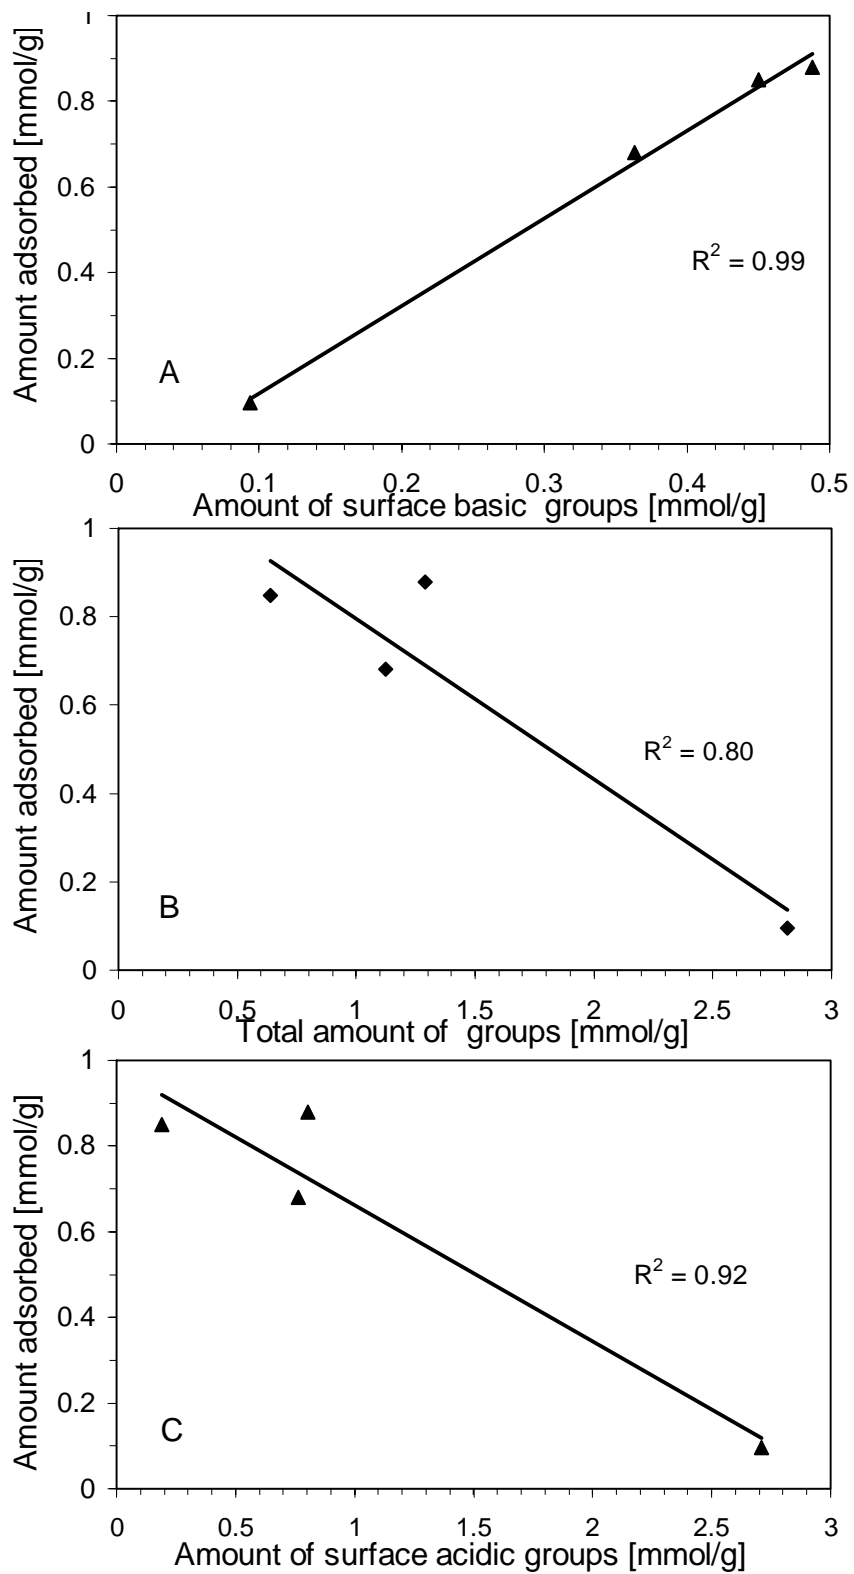 1
0.8
0.6
0.4
0.2
0
Amount adsorbed [mmol/g]
R² = 0.99
A
0 0.1 0.2 0.3 0.4 0.5
Amount of surface basic groups [mmol/g]
1
0.8
0.6
0.4
0.2
0
Amount adsorbed [mmol/g]
R² = 0.80
B
0 0.5 1 1.5 2 2.5 3
Total amount of groups [mmol/g]
1
0.8
0.6
0.4
0.2
0
Amount adsorbed [mmol/g]
R² = 0.92
C
0 0.5 1 1.5 2 2.5 3
Amount of surface acidic groups [mmol/g]